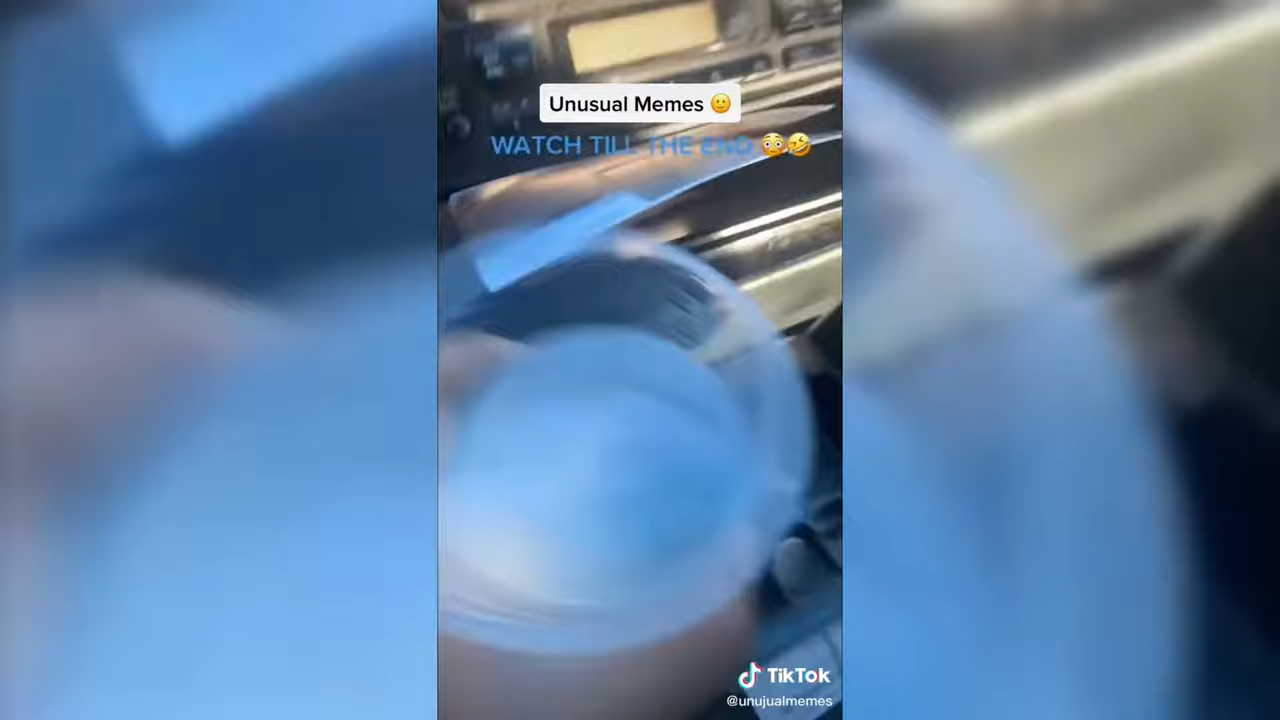 Unusual Memes 🙂
WATCH TILL THE END 😳🤣
TikTok
@unujualmemes